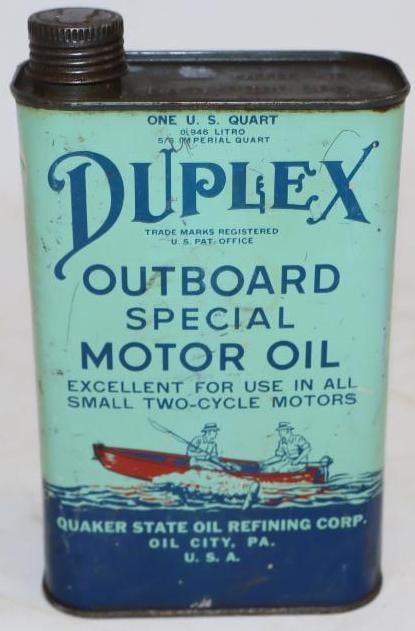 ONE U. S. QUART
0.946 LITRO
5/6 IMPERIAL QUART
DUPLEX
TRADE MARKS REGISTERED
U. S. PAT. OFFICE
OUTBOARD
SPECIAL
MOTOR OIL
EXCELLENT FOR USE IN ALL
SMALL TWO-CYCLE MOTORS
QUAKER STATE OIL REFINING CORP.
OIL CITY, PA.
U. S. A.